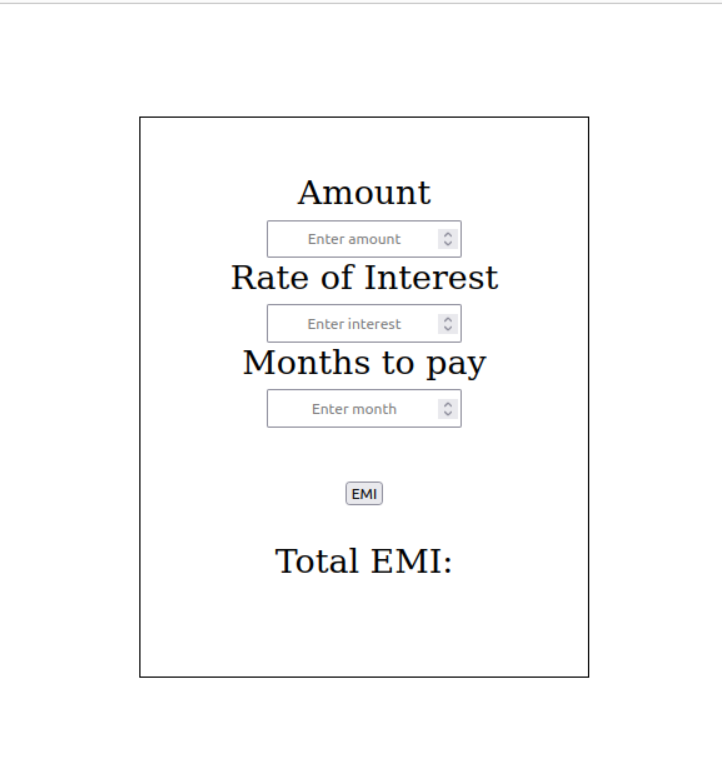 Amount
Enter amount
Rate of Interest
Enter interest
Months to pay
Enter month
EMI
Total EMI: